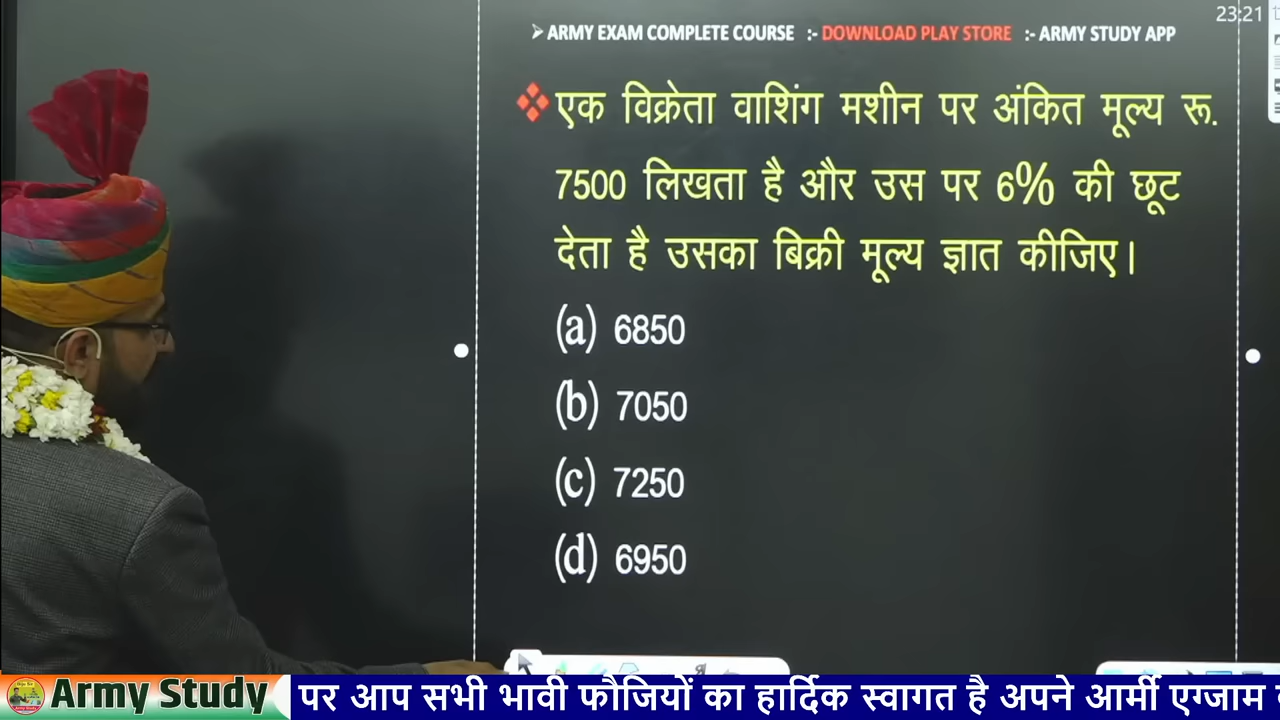 23:21
➢ ARMY EXAM COMPLETE COURSE :- DOWNLOAD PLAY STORE :- ARMY STUDY APP
❖ एक विक्रेता वाशिंग मशीन पर अंकित मूल्य रू.
7500 लिखता है और उस पर 6% की छूट
देता है उसका बिक्री मूल्य ज्ञात कीजिए।
(a) 6850
(b) 7050
(c) 7250
(d) 6950
Army Study पर आप सभी भावी फौजियों का हार्दिक स्वागत है अपने आर्मी एग्जाम